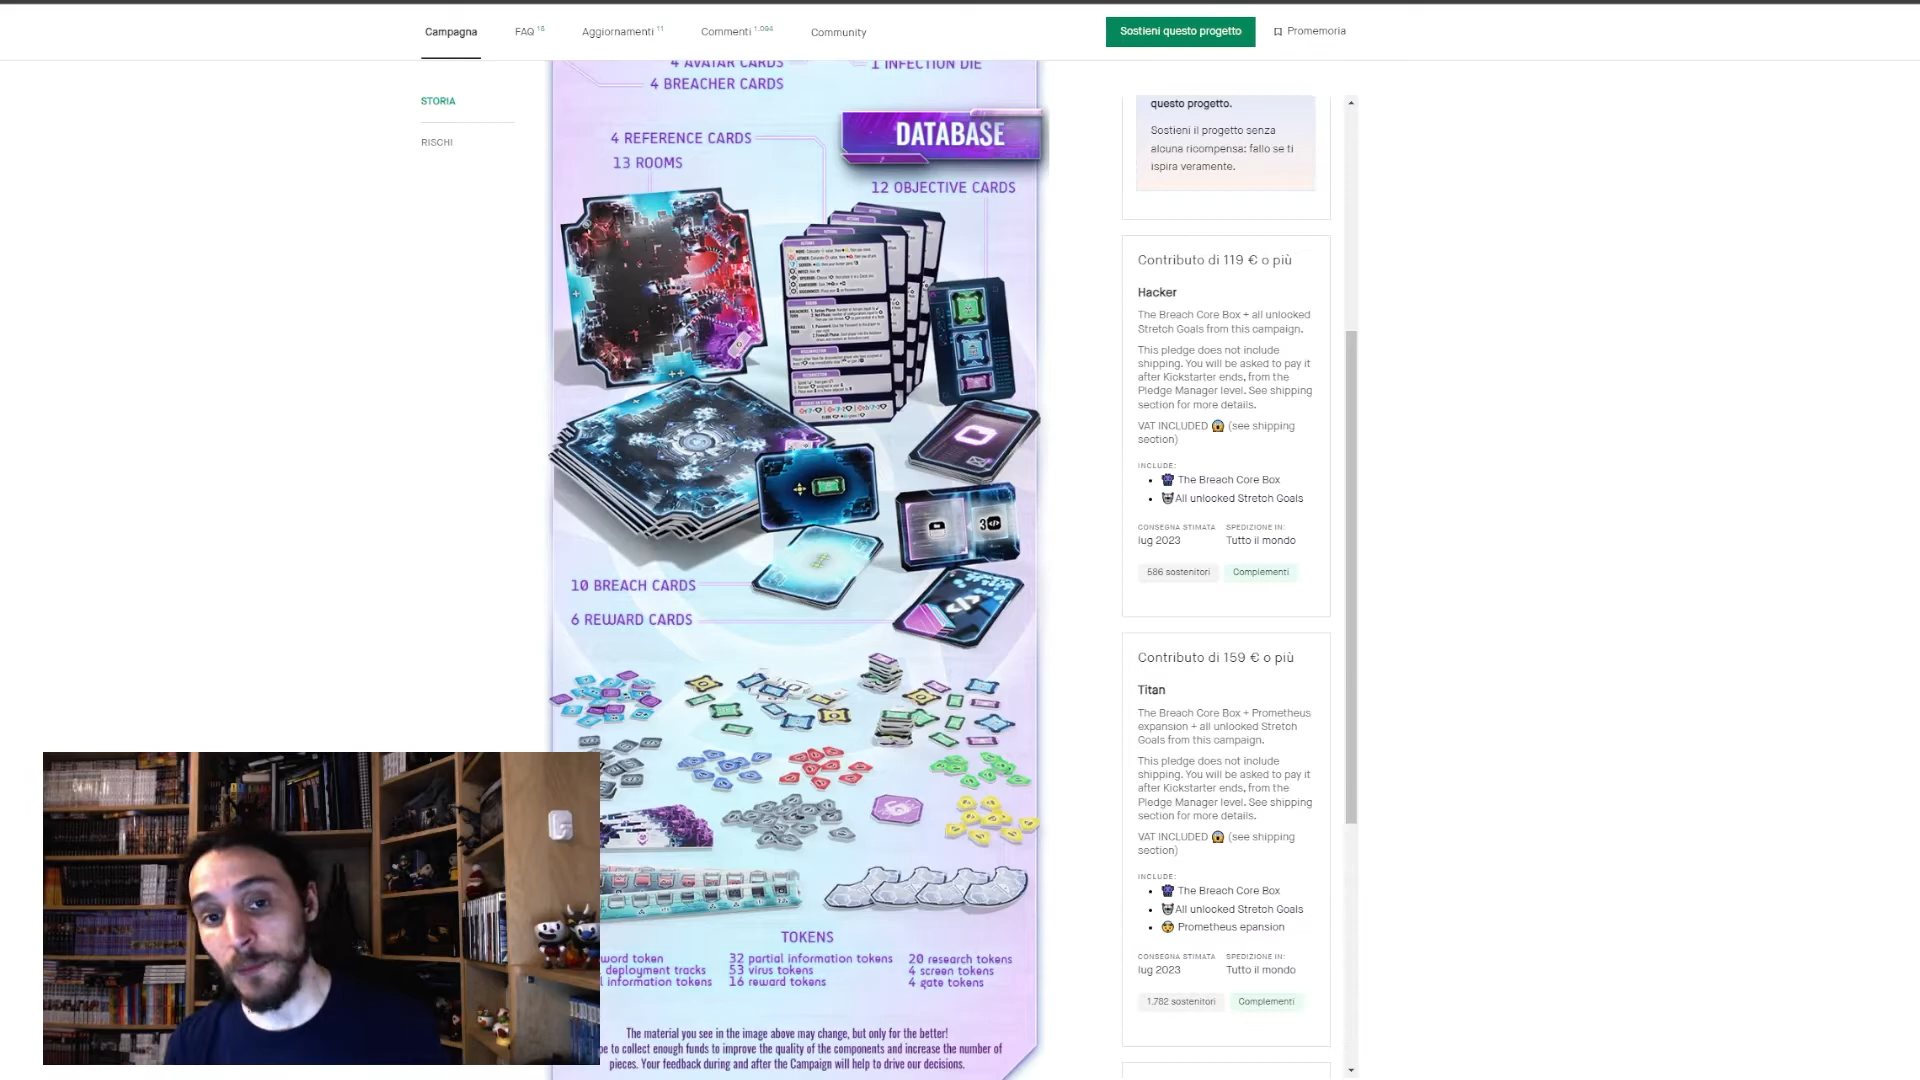 Campagna
FAQ 18
Aggiornamenti 11
Commenti 1.094
Community
Sostieni questo progetto
Promemoria
STORIA
RISCHI
4 AVATAR CARDS
1 INFECTION DIE
4 BREACHER CARDS
DATABASE
4 REFERENCE CARDS
13 ROOMS
12 OBJECTIVE CARDS
10 BREACH CARDS
6 REWARD CARDS
TOKENS
word token
deployment tracks
information tokens
32 partial information tokens
53 virus tokens
16 reward tokens
20 research tokens
4 screen tokens
4 gate tokens
The material you see in the image above may change, but only for the better!
to collect enough funds to improve the quality of the components and increase the number of
pieces. Your feedback during and after the Campaign will help to drive our decisions.
questo progetto.
Sostieni il progetto senza
alcuna ricompensa: fallo se ti
ispira veramente.
Contributo di 119 € o più
Hacker
The Breach Core Box + all unlocked
Stretch Goals from this campaign.
This pledge does not include
shipping. You will be asked to pay it
after Kickstarter ends, from the
Pledge Manager level. See shipping
section for more details.
VAT INCLUDED 😱 (see shipping
section)
INCLUDE:
The Breach Core Box
All unlocked Stretch Goals
CONSEGNA STIMATA
lug 2023
SPEDIZIONE IN:
Tutto il mondo
586 sostenitori
Complementi
Contributo di 159 € o più
Titan
The Breach Core Box + Prometheus
expansion + all unlocked Stretch
Goals from this campaign.
This pledge does not include
shipping. You will be asked to pay it
after Kickstarter ends, from the
Pledge Manager level. See shipping
section for more details.
VAT INCLUDED 😱 (see shipping
section)
INCLUDE:
The Breach Core Box
All unlocked Stretch Goals
Prometheus epansion
CONSEGNA STIMATA
lug 2023
SPEDIZIONE IN:
Tutto il mondo
1.782 sostenitori
Complementi